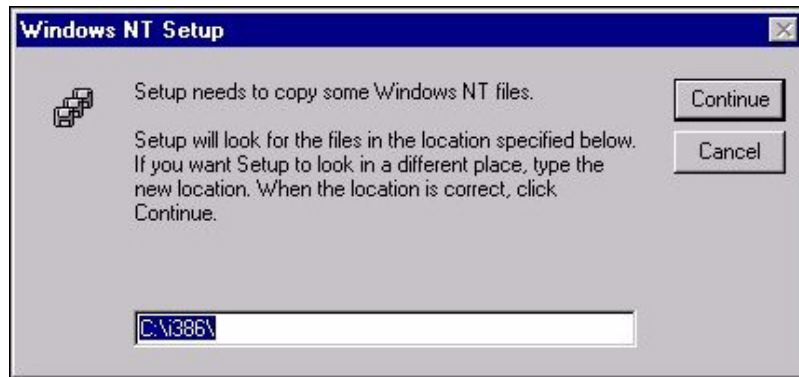 Windows NT Setup
Setup needs to copy some Windows NT files.
Setup will look for the files in the location specified below.
If you want Setup to look in a different place, type the
new location. When the location is correct, click
Continue.
Continue
Cancel
C:\i386\